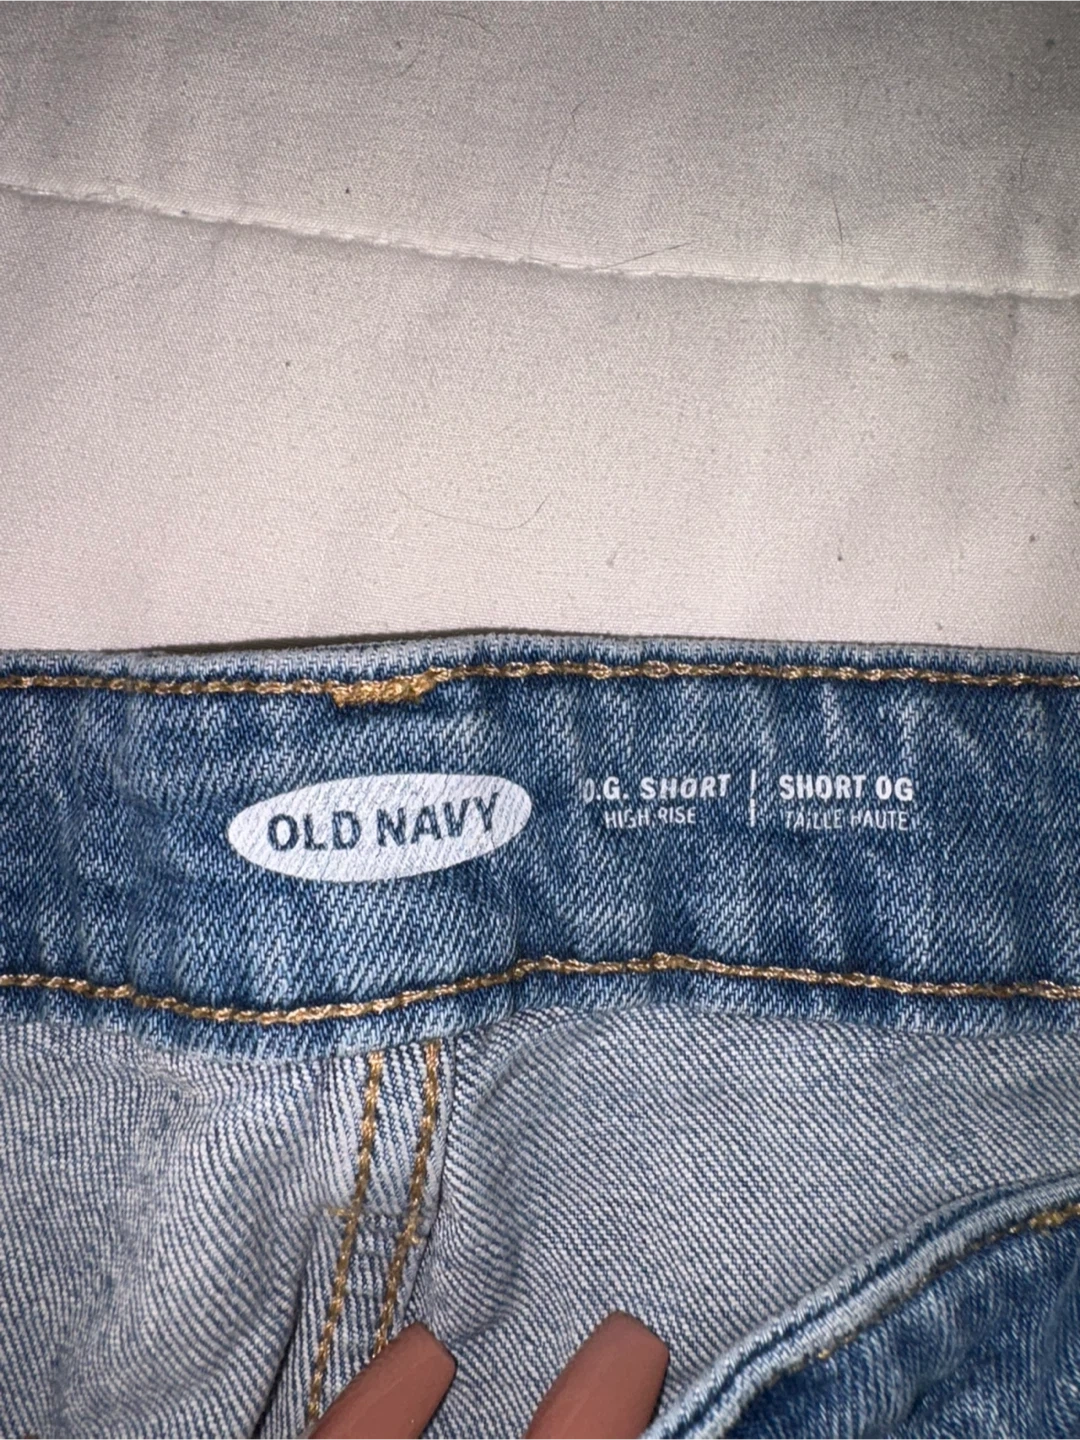 OLD NAVY
O.G. SHORT | SHORT OG
HIGH RISE | TAILLE HAUTE